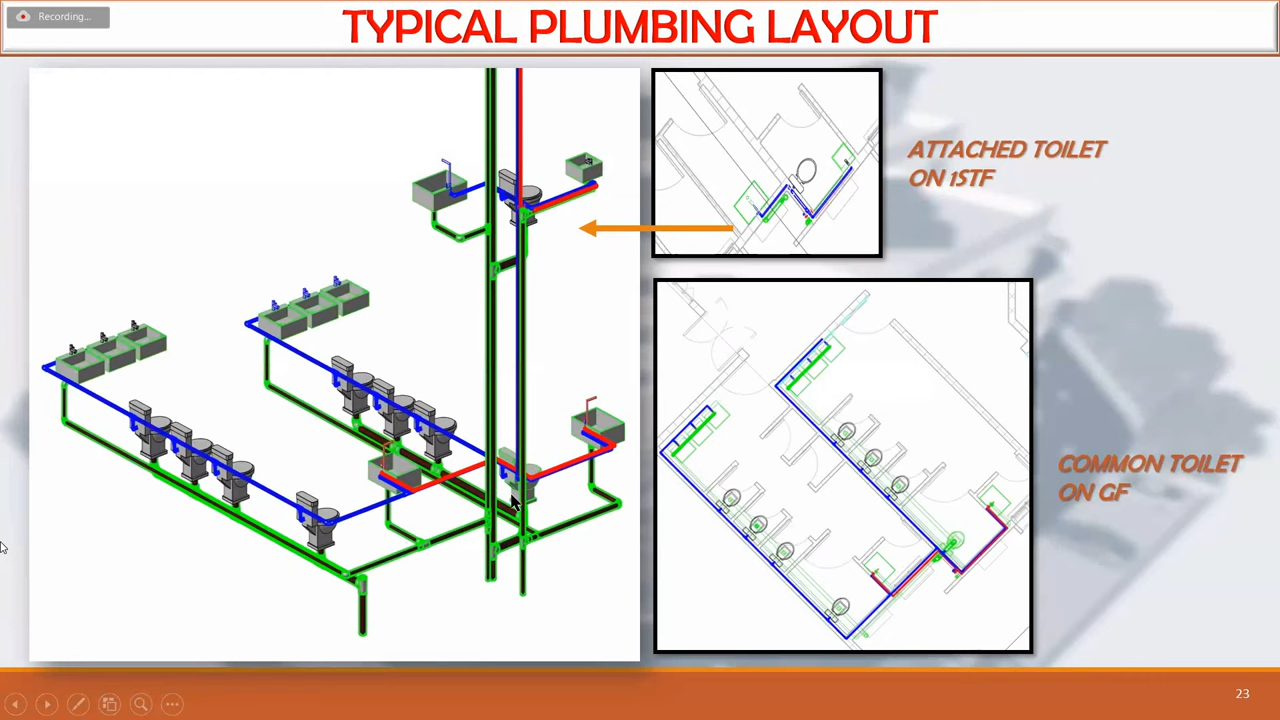 Recording...
TYPICAL PLUMBING LAYOUT
ATTACHED TOILET
ON 1STF
COMMON TOILET
ON GF
23